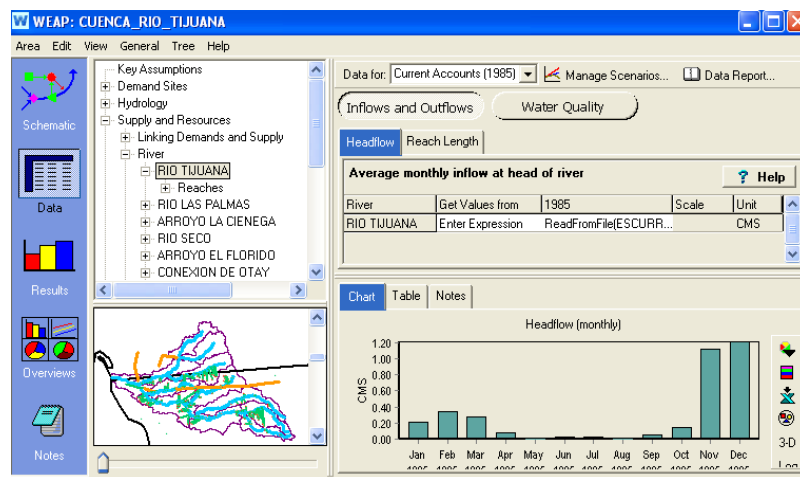 WEAP: CUENCA_RIO_TIJUANA
Area Edit View General Tree Help
Schematic
Data
Results
Overviews
Notes
Key Assumptions
Demand Sites
Hydrology
Supply and Resources
Linking Demands and Supply
River
RIO TIJUANA
Reaches
RIO LAS PALMAS
ARROYO LA CIENEGA
RIO SECO
ARROYO EL FLORIDO
CONEXION DE OTAY
Data for: Current Accounts (1985) Manage Scenarios... Data Report...
Inflows and Outflows Water Quality
Headflow Reach Length
Average monthly inflow at head of river ? Help
River Get Values from 1985 Scale Unit
RIO TIJUANA Enter Expression ReadFromFile(ESCURR... CMS
Chart Table Notes
Headflow (monthly)
CMS
1.20
1.00
0.80
0.60
0.40
0.20
0.00
Jan Feb Mar Apr May Jun Jul Aug Sep Oct Nov Dec
3-D